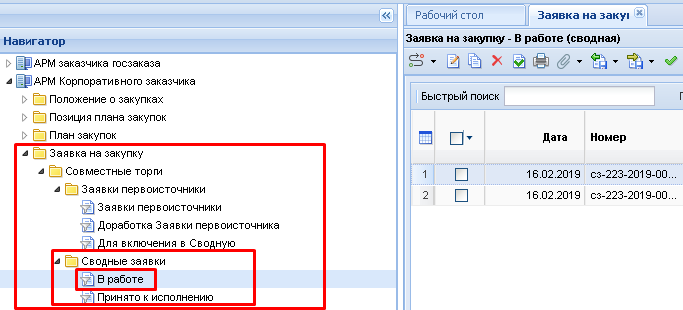 Навигатор
АРМ заказчика госзаказа
АРМ Корпоративного заказчика
Положение о закупках
Позиция плана закупок
План закупок
Заявка на закупку
Совместные торги
Заявки первоисточники
Заявки первоисточники
Доработка Заявки первоисточника
Для включения в Сводную
Сводные заявки
В работе
Принято к исполнению
Рабочий стол
Заявка на закуп
Заявка на закупку - В работе (сводная)
Быстрый поиск
Дата Номер
1 16.02.2019 сз-223-2019-00...
2 16.02.2019 сз-223-2019-00...